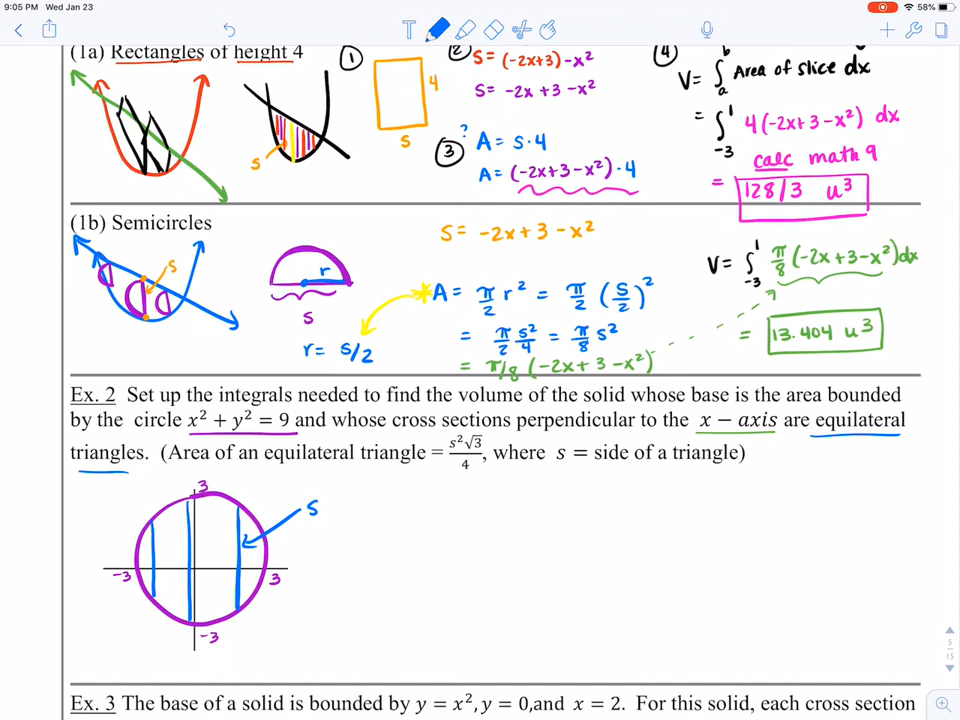 9:05 PM Wed Jan 23
58%
T
(1a) Rectangles of height 4
1
2
S = (-2x+3) - x²
S = -2x + 3 - x²
4
S
S
3
?
A = S · 4
A = (-2x+3-x²) · 4
4
V = ∫ₐᵇ Area of slice dx
= ∫₋₃¹ 4(-2x+3-x²) dx
calc math 9
= 128/3 u³
(1b) Semicircles
S
r
S
r = S/2
S = -2x + 3 - x²
A = π/2 r² = π/2 (S/2)²
= π/2 S²/4 = π/8 S²
= π/8 (-2x + 3 - x²)
V = ∫₋₃¹ π/8 (-2x+3-x²) dx
= 13.404 u³
Ex. 2 Set up the integrals needed to find the volume of the solid whose base is the area bounded
by the circle x² + y² = 9 and whose cross sections perpendicular to the x − axis are equilateral
triangles. (Area of an equilateral triangle = s²√3/4, where s = side of a triangle)
3
S
-3
3
-3
5
15
Ex. 3 The base of a solid is bounded by y = x², y = 0,and x = 2. For this solid, each cross section